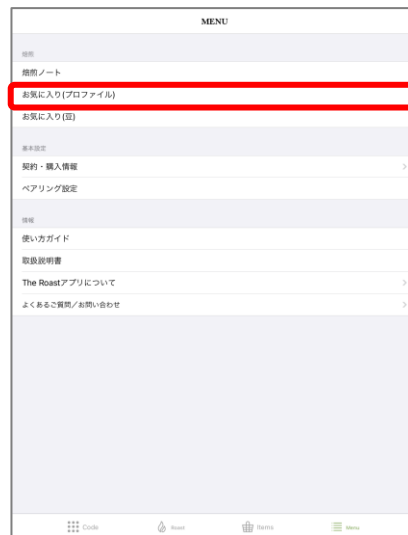 MENU
焙煎
焙煎ノート
お気に入り(プロファイル)
お気に入り(豆)
基本設定
契約・購入情報
ペアリング設定
情報
使い方ガイド
取扱説明書
The Roastアプリについて
よくあるご質問/お問い合わせ
Code
Roast
Items
Menu